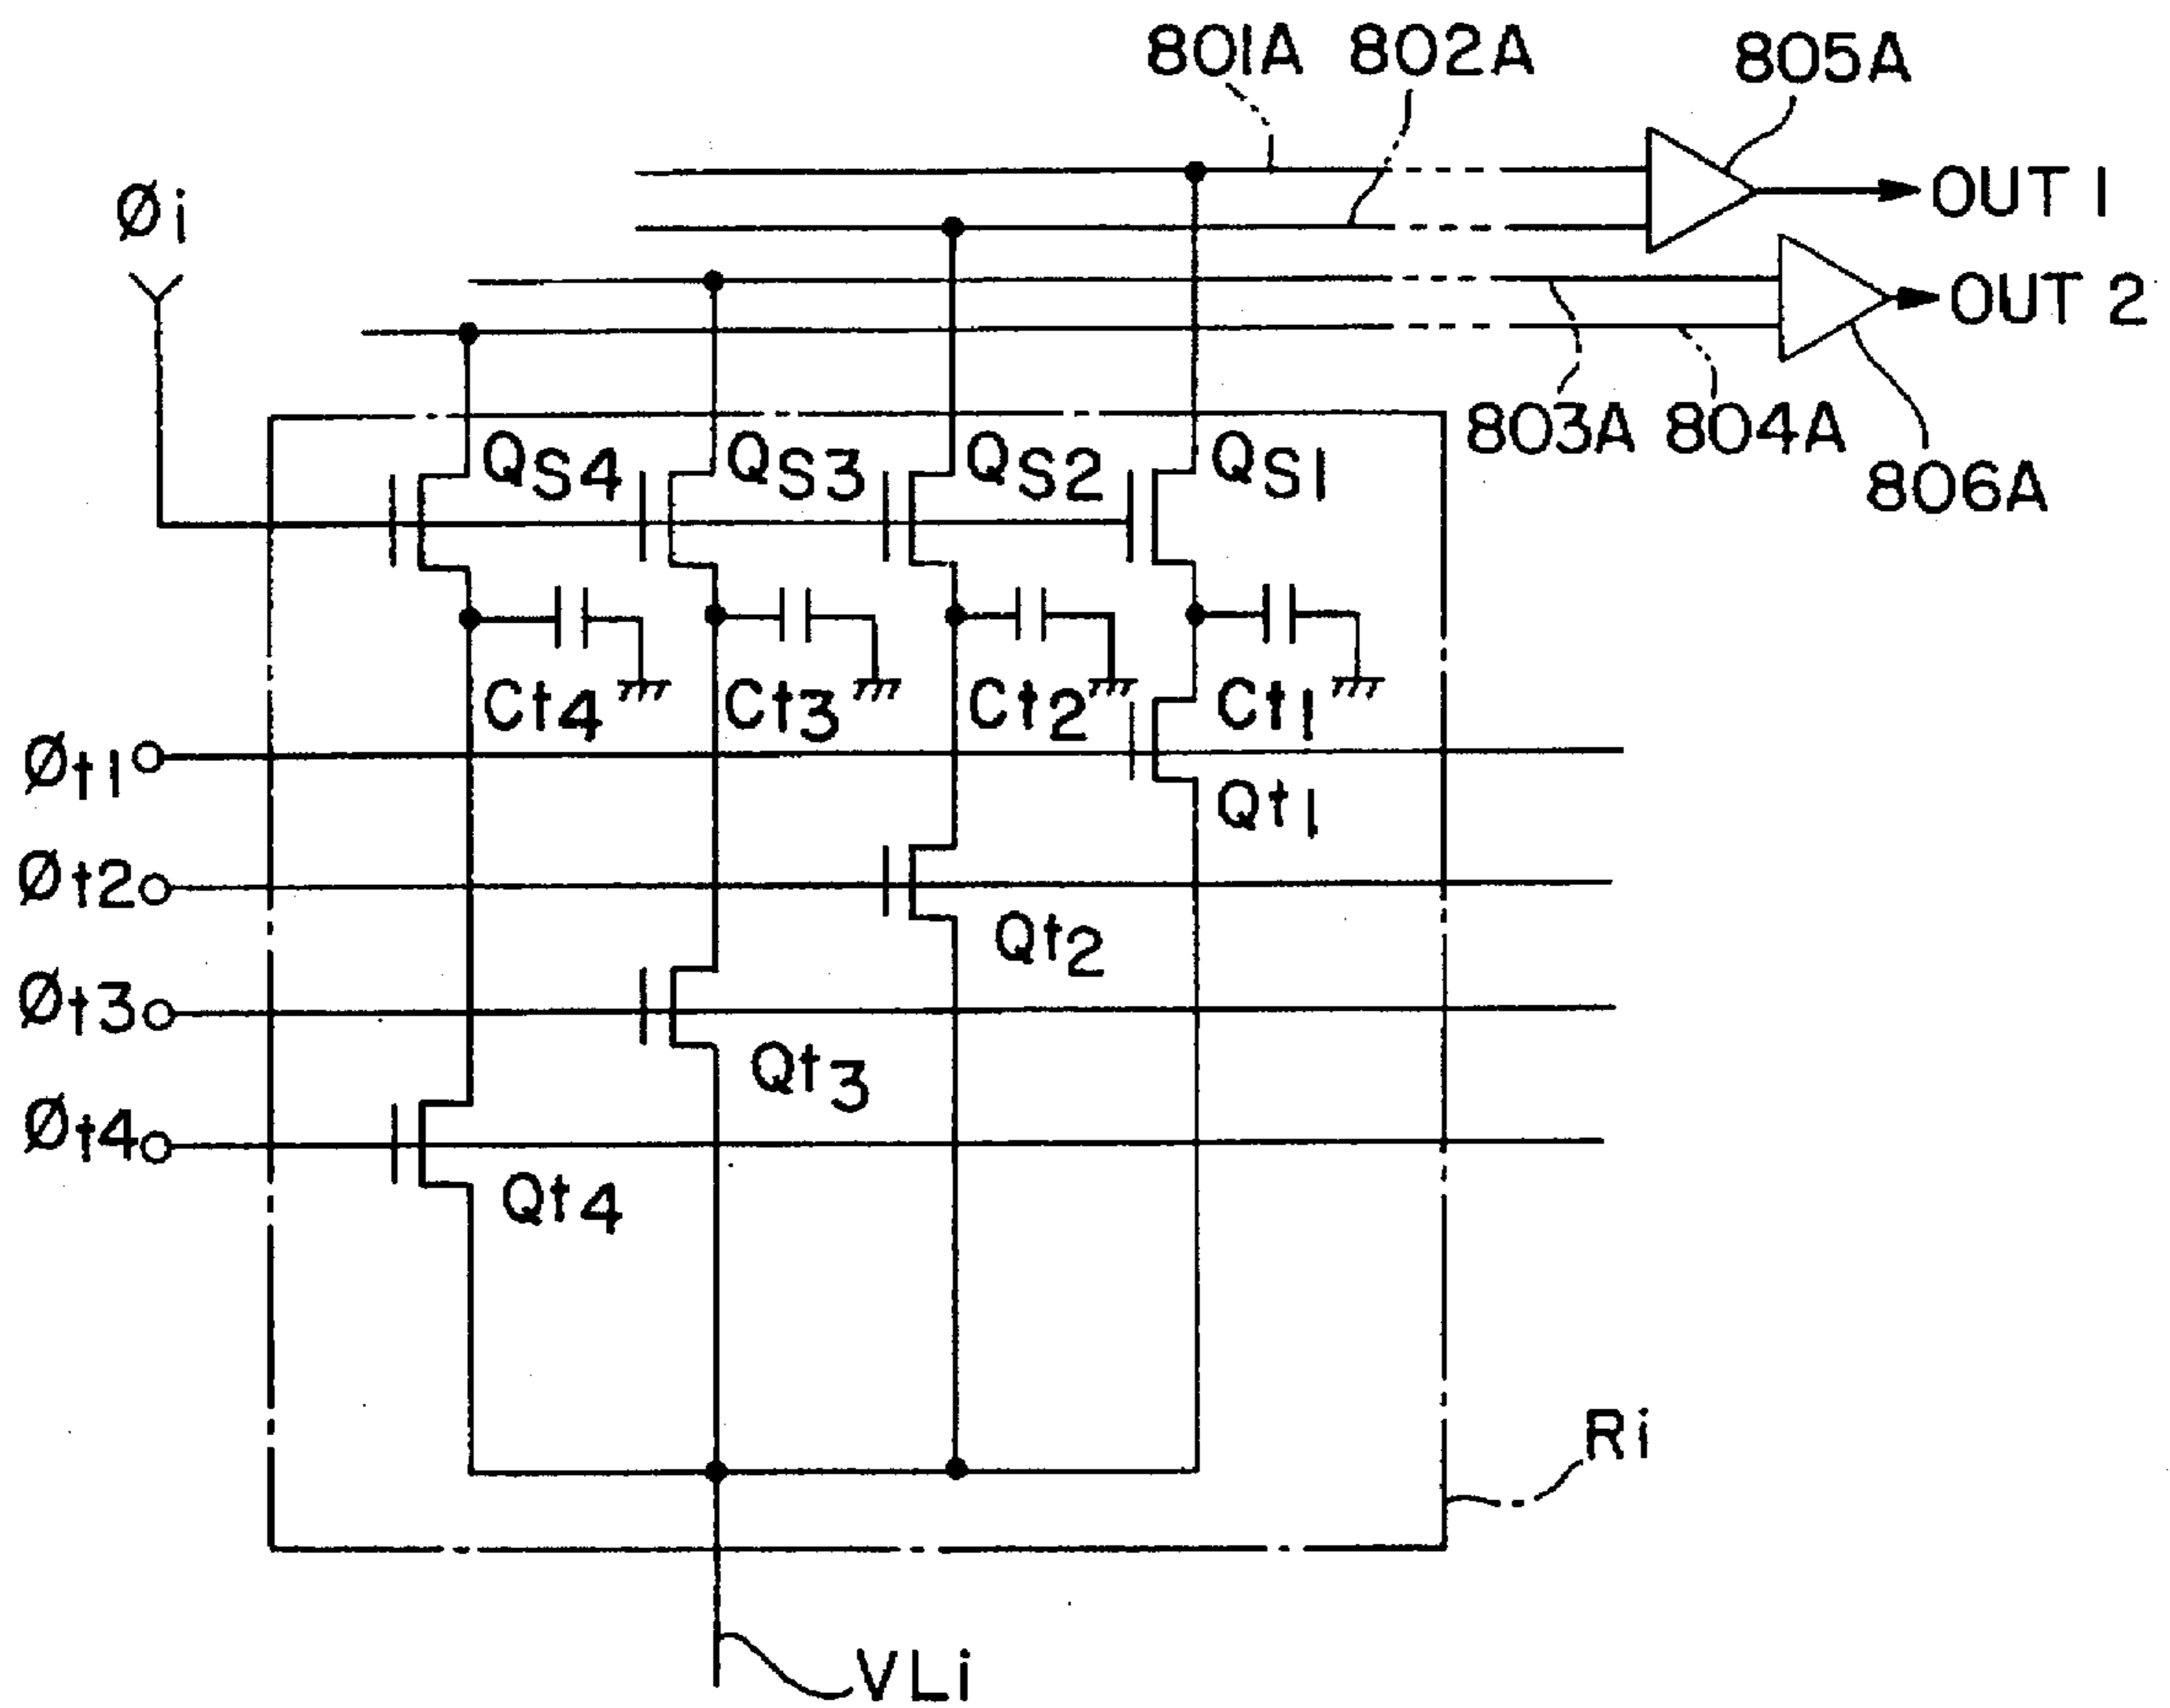 801A 802A 805A
OUT 1
Øi
OUT 2
803A 804A
806A
QS4 QS3 QS2 QS1
Ct4 Ct3 Ct2 Ct1
Øt1
Qt1
Øt2
Qt2
Øt3
Qt3
Øt4
Qt4
Ri
VLi